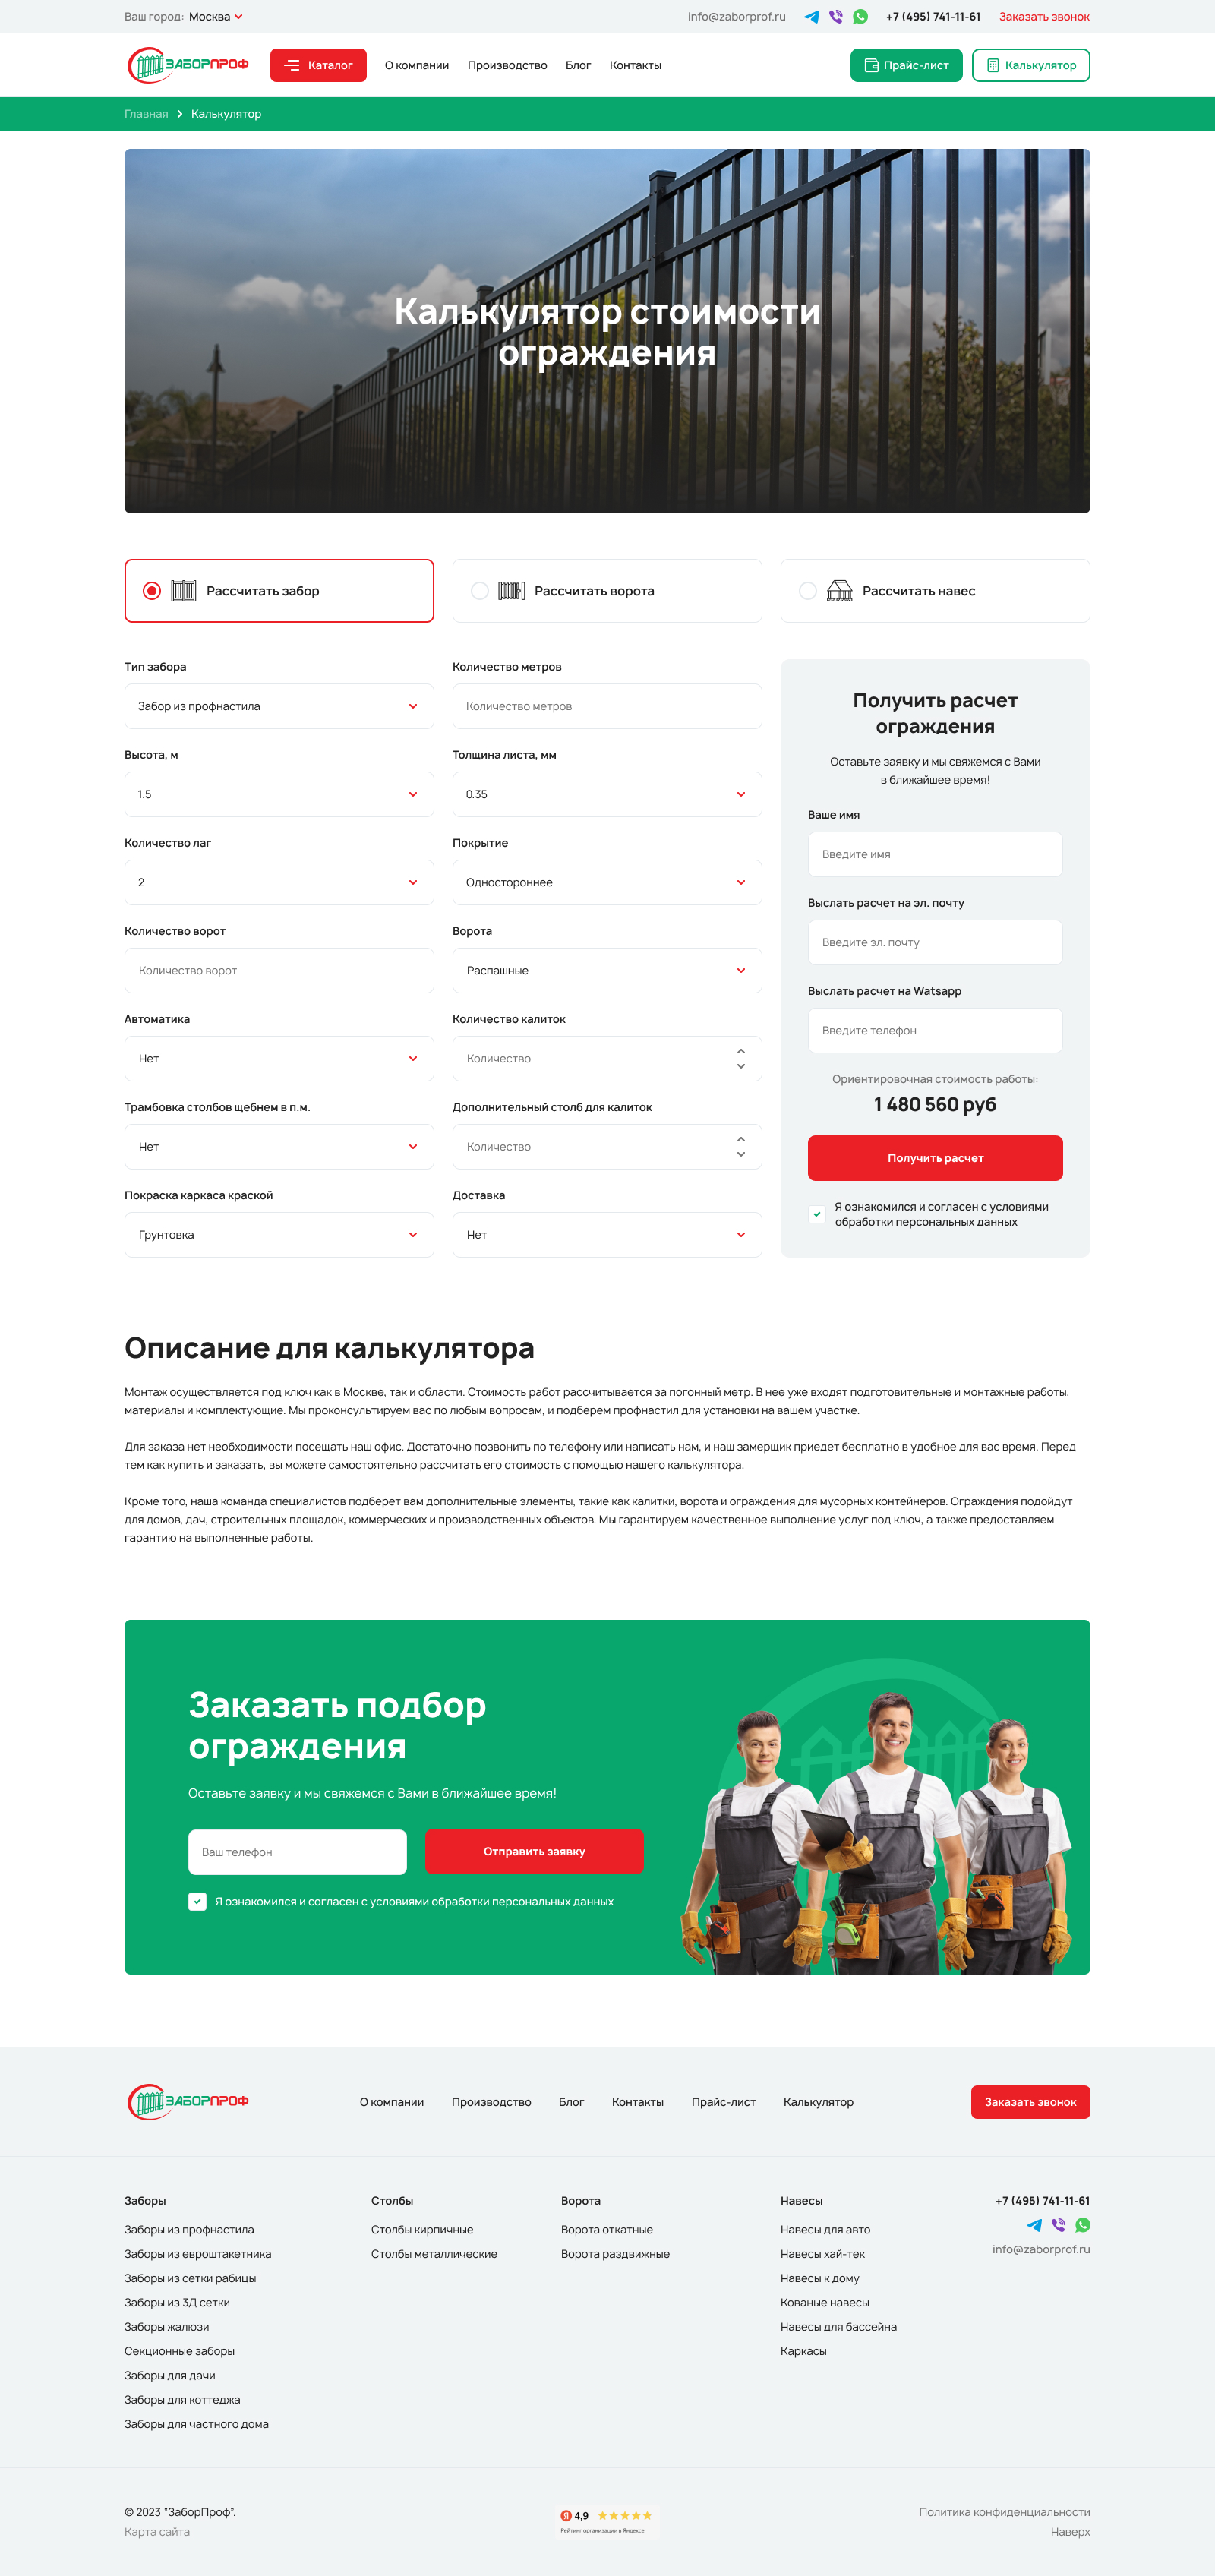 Ваш город: Москва
info@zaborprof.ru
+7 (495) 741-11-61
Заказать звонок
ЗАБОРПРОФ
Каталог
О компании
Производство
Блог
Контакты
Прайс-лист
Калькулятор
Главная
Калькулятор
Калькулятор стоимости
ограждения
Рассчитать забор
Рассчитать ворота
Рассчитать навес
Тип забора
Забор из профнастила
Количество метров
Количество метров
Высота, м
1.5
Толщина листа, мм
0.35
Количество лаг
2
Покрытие
Одностороннее
Количество ворот
Количество ворот
Ворота
Распашные
Автоматика
Нет
Количество калиток
Количество
Трамбовка столбов щебнем в п.м.
Нет
Дополнительный столб для калиток
Количество
Покраска каркаса краской
Грунтовка
Доставка
Нет
Получить расчет
ограждения
Оставьте заявку и мы свяжемся с Вами
в ближайшее время!
Ваше имя
Введите имя
Выслать расчет на эл. почту
Введите эл. почту
Выслать расчет на Watsapp
Введите телефон
Ориентировочная стоимость работы:
1 480 560 руб
Получить расчет
Я ознакомился и согласен с условиями
обработки персональных данных
Описание для калькулятора
Монтаж осуществляется под ключ как в Москве, так и области. Стоимость работ рассчитывается за погонный метр. В нее уже входят подготовительные и монтажные работы,
материалы и комплектующие. Мы проконсультируем вас по любым вопросам, и подберем профнастил для установки на вашем участке.
Для заказа нет необходимости посещать наш офис. Достаточно позвонить по телефону или написать нам, и наш замерщик приедет бесплатно в удобное для вас время. Перед
тем как купить и заказать, вы можете самостоятельно рассчитать его стоимость с помощью нашего калькулятора.
Кроме того, наша команда специалистов подберет вам дополнительные элементы, такие как калитки, ворота и ограждения для мусорных контейнеров. Ограждения подойдут
для домов, дач, строительных площадок, коммерческих и производственных объектов. Мы гарантируем качественное выполнение услуг под ключ, а также предоставляем
гарантию на выполненные работы.
Заказать подбор
ограждения
Оставьте заявку и мы свяжемся с Вами в ближайшее время!
Ваш телефон
Отправить заявку
Я ознакомился и согласен с условиями обработки персональных данных
ЗАБОРПРОФ
О компании
Производство
Блог
Контакты
Прайс-лист
Калькулятор
Заказать звонок
Заборы
Заборы из профнастила
Заборы из евроштакетника
Заборы из сетки рабицы
Заборы из 3Д сетки
Заборы жалюзи
Секционные заборы
Заборы для дачи
Заборы для коттеджа
Заборы для частного дома
Столбы
Столбы кирпичные
Столбы металлические
Ворота
Ворота откатные
Ворота раздвижные
Навесы
Навесы для авто
Навесы хай-тек
Навесы к дому
Кованые навесы
Навесы для бассейна
Каркасы
+7 (495) 741-11-61
info@zaborprof.ru
© 2023 "ЗаборПроф".
Карта сайта
Я 4,9
Рейтинг организации в Яндексе
Политика конфиденциальности
Наверх